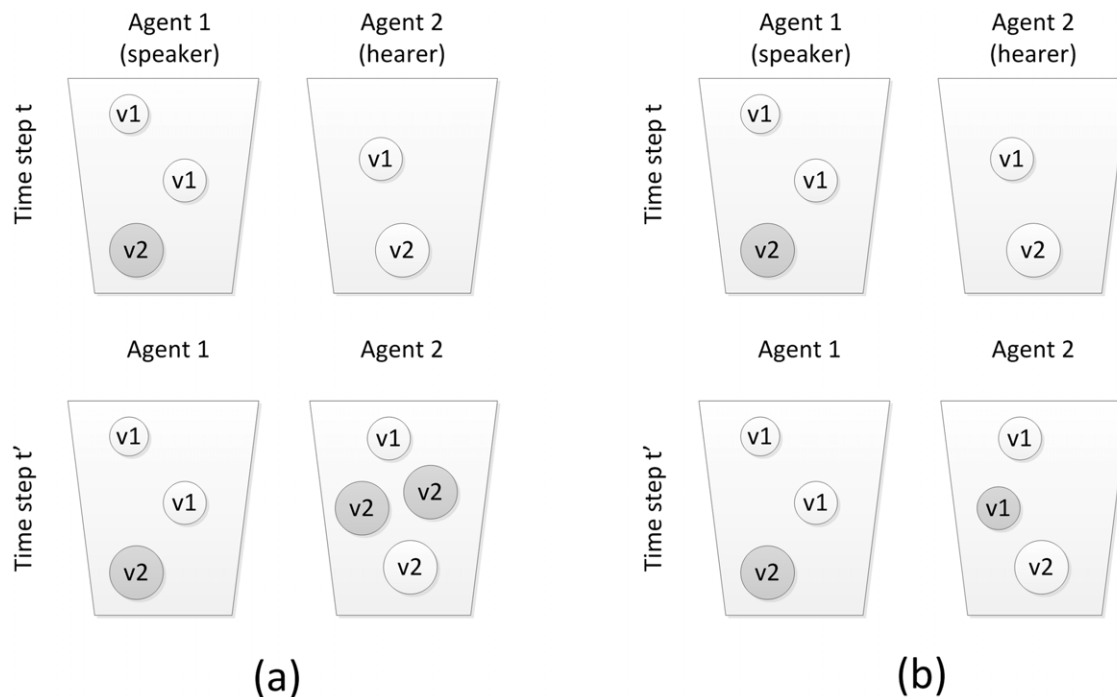 Agent 1
(speaker)
Agent 2
(hearer)
Time step t
v1
v1
v2
v1
v2
Agent 1
Agent 2
Time step t’
v1
v1
v2
v1
v2
v2
v2
(a)
Agent 1
(speaker)
Agent 2
(hearer)
Time step t
v1
v1
v2
v1
v2
Agent 1
Agent 2
Time step t’
v1
v1
v2
v1
v1
v2
(b)